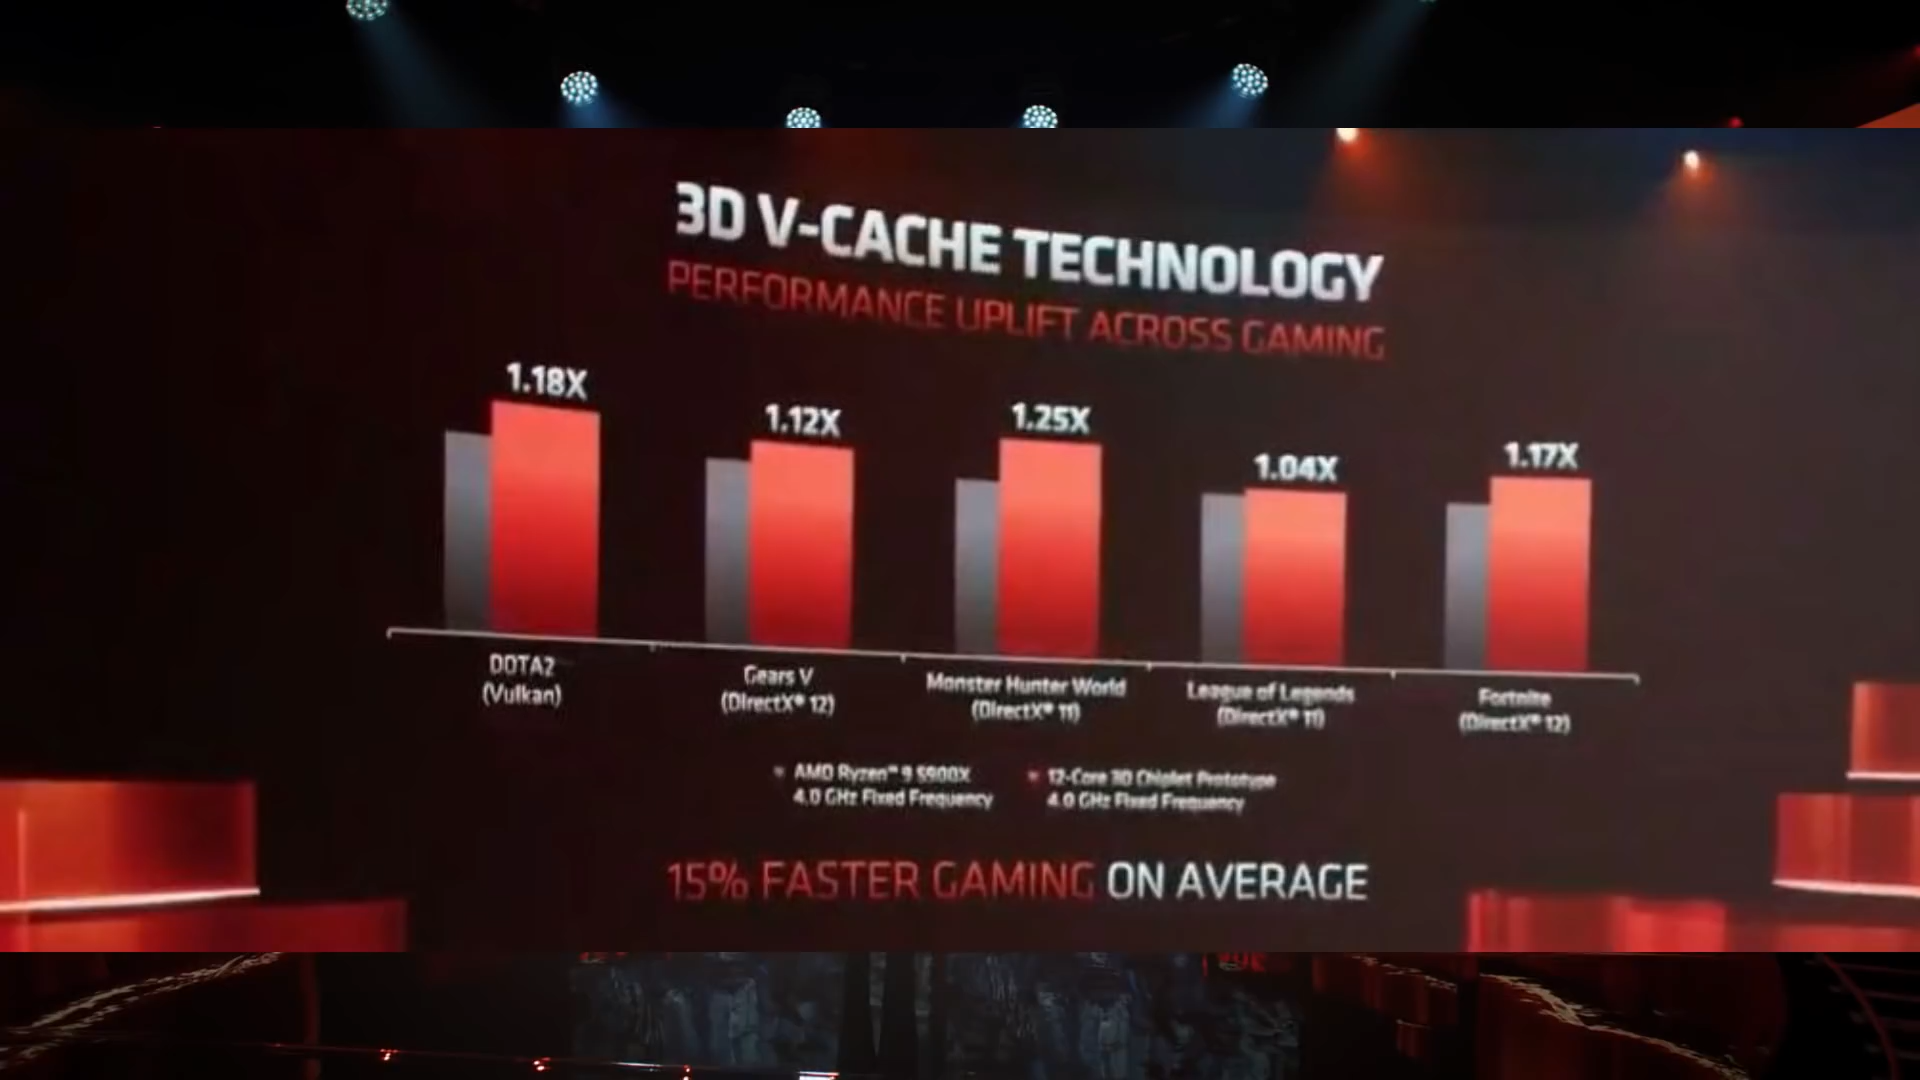 3D V-CACHE TECHNOLOGY
PERFORMANCE UPLIFT ACROSS GAMING
1.18X
1.12X
1.25X
1.04X
1.17X
DOTA2
(Vulkan)
Gears V
(DirectX® 12)
Monster Hunter World
(DirectX® 11)
League of Legends
(DirectX® 11)
Fortnite
(DirectX® 12)
AMD Ryzen™ 9 5900X
4.0 GHz Fixed Frequency
12-Core 3D Chiplet Prototype
4.0 GHz Fixed Frequency
15% FASTER GAMING ON AVERAGE